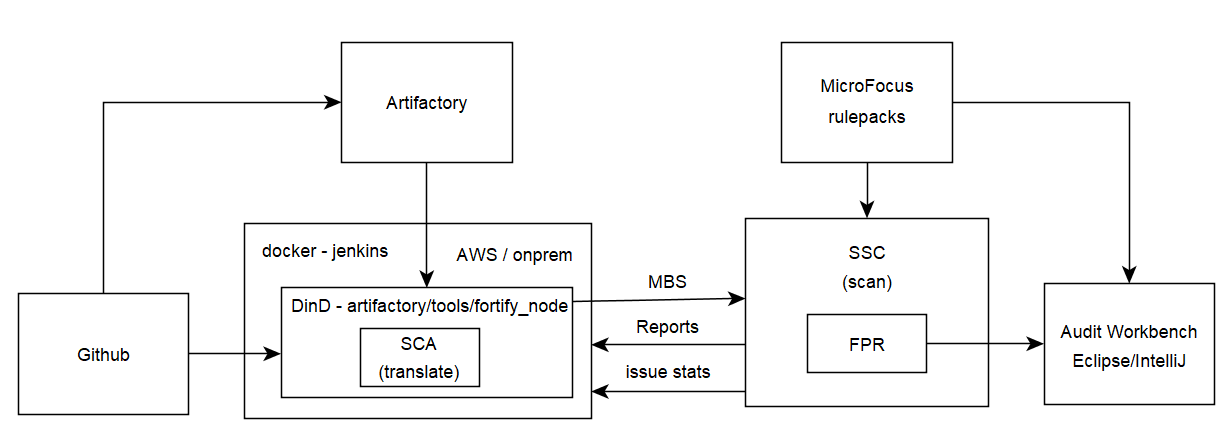 Artifactory
MicroFocus
rulepacks
docker - jenkins
AWS / onprem
DinD - artifactory/tools/fortify_node
SCA
(translate)
Github
MBS
Reports
issue stats
SSC
(scan)
FPR
Audit Workbench
Eclipse/IntelliJ